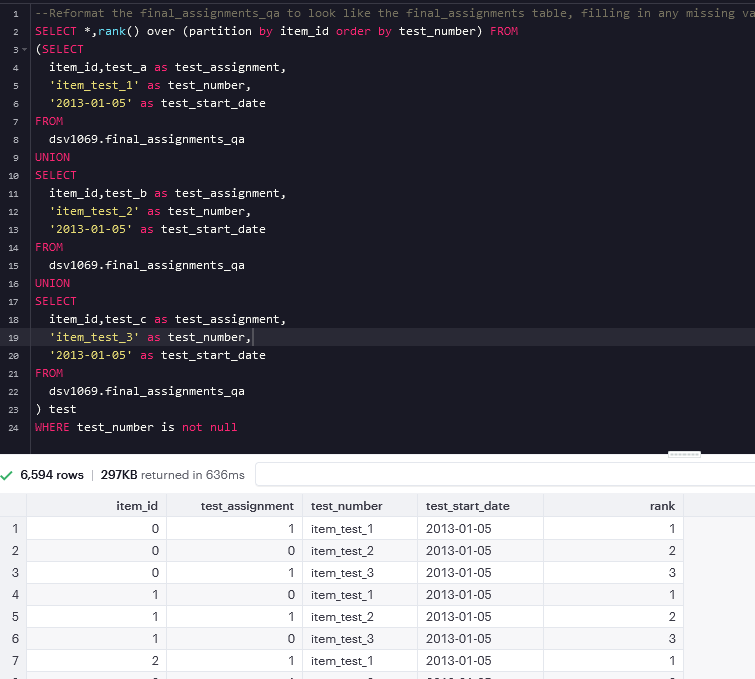 1 --Reformat the final_assignments_qa to look like the final_assignments table, filling in any missing va
2 SELECT *,rank() over (partition by item_id order by test_number) FROM
3 (SELECT
4 item_id,test_a as test_assignment,
5 'item_test_1' as test_number,
6 '2013-01-05' as test_start_date
7 FROM
8 dsv1069.final_assignments_qa
9 UNION
10 SELECT
11 item_id,test_b as test_assignment,
12 'item_test_2' as test_number,
13 '2013-01-05' as test_start_date
14 FROM
15 dsv1069.final_assignments_qa
16 UNION
17 SELECT
18 item_id,test_c as test_assignment,
19 'item_test_3' as test_number,
20 '2013-01-05' as test_start_date
21 FROM
22 dsv1069.final_assignments_qa
23 ) test
24 WHERE test_number is not null
6,594 rows | 297KB returned in 636ms
item_id test_assignment test_number test_start_date rank
1 0 1 item_test_1 2013-01-05 1
2 0 0 item_test_2 2013-01-05 2
3 0 1 item_test_3 2013-01-05 3
4 1 0 item_test_1 2013-01-05 1
5 1 1 item_test_2 2013-01-05 2
6 1 0 item_test_3 2013-01-05 3
7 2 1 item_test_1 2013-01-05 1